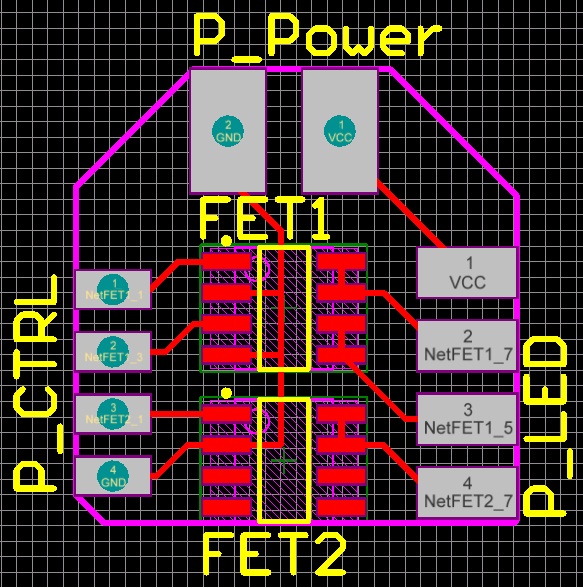 P_Power
2
GND
1
VCC
FET1
P_CTRL
1
NetFET1_1
2
NetFET1_3
3
NetFET2_1
4
GND
1
VCC
2
NetFET1_7
3
NetFET1_5
4
NetFET2_7
P_LED
FET2